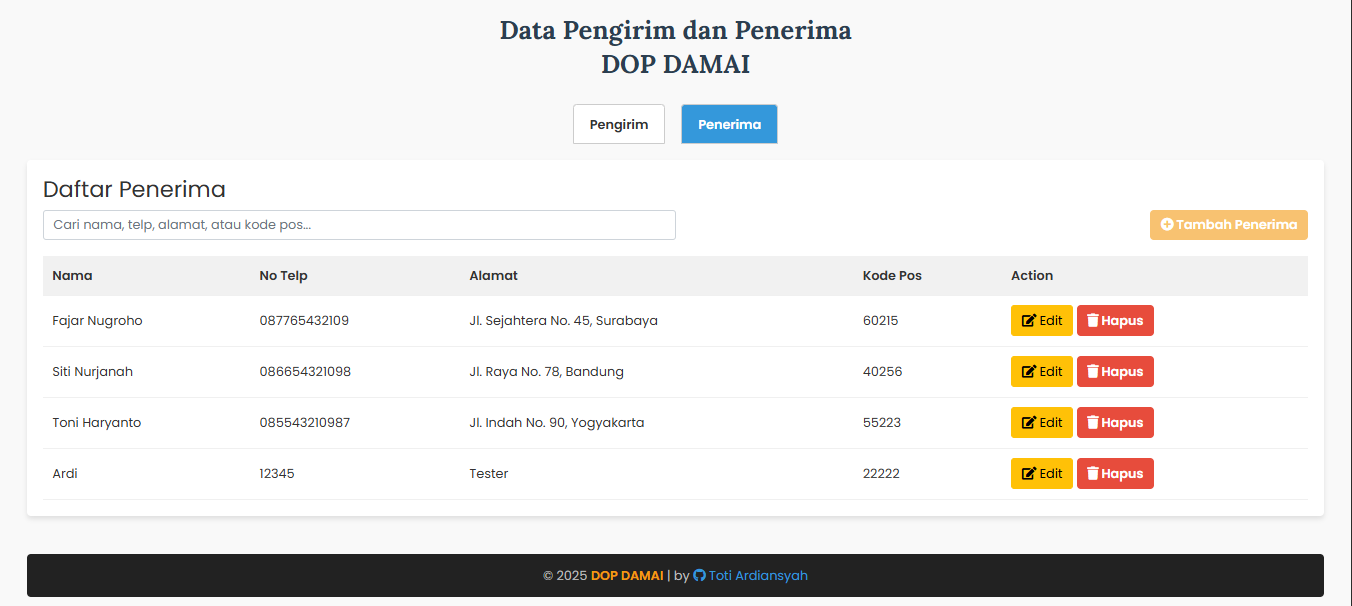 Data Pengirim dan Penerima
DOP DAMAI
Pengirim Penerima
Daftar Penerima
Cari nama, telp, alamat, atau kode pos... Tambah Penerima
Nama No Telp Alamat Kode Pos Action
Fajar Nugroho 087765432109 Jl. Sejahtera No. 45, Surabaya 60215 Edit Hapus
Siti Nurjanah 086654321098 Jl. Raya No. 78, Bandung 40256 Edit Hapus
Toni Haryanto 085543210987 Jl. Indah No. 90, Yogyakarta 55223 Edit Hapus
Ardi 12345 Tester 22222 Edit Hapus
© 2025 DOP DAMAI | by Toti Ardiansyah